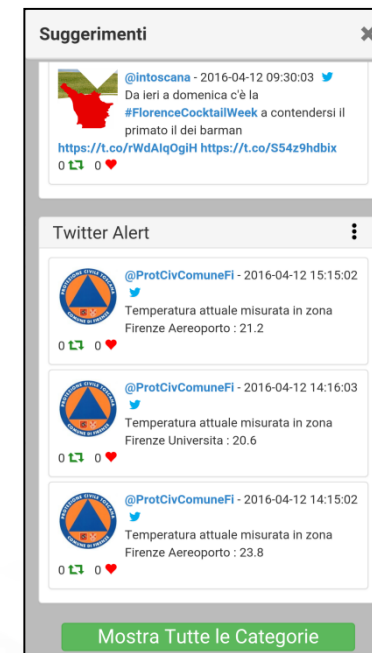 Suggerimenti
@intoscana - 2016-04-12 09:30:03
Da ieri a domenica c'è la
#FlorenceCocktailWeek a contendersi il
primato il dei barman
https://t.co/rWdAIqOgiH https://t.co/S54z9hdbix
0 0
Twitter Alert
@ProtCivComuneFi - 2016-04-12 15:15:02
Temperatura attuale misurata in zona
Firenze Aereoporto : 21.2
0 0
@ProtCivComuneFi - 2016-04-12 14:16:03
Temperatura attuale misurata in zona
Firenze Universita : 20.6
0 0
@ProtCivComuneFi - 2016-04-12 14:15:02
Temperatura attuale misurata in zona
Firenze Aereoporto : 23.8
0 0
Mostra Tutte le Categorie